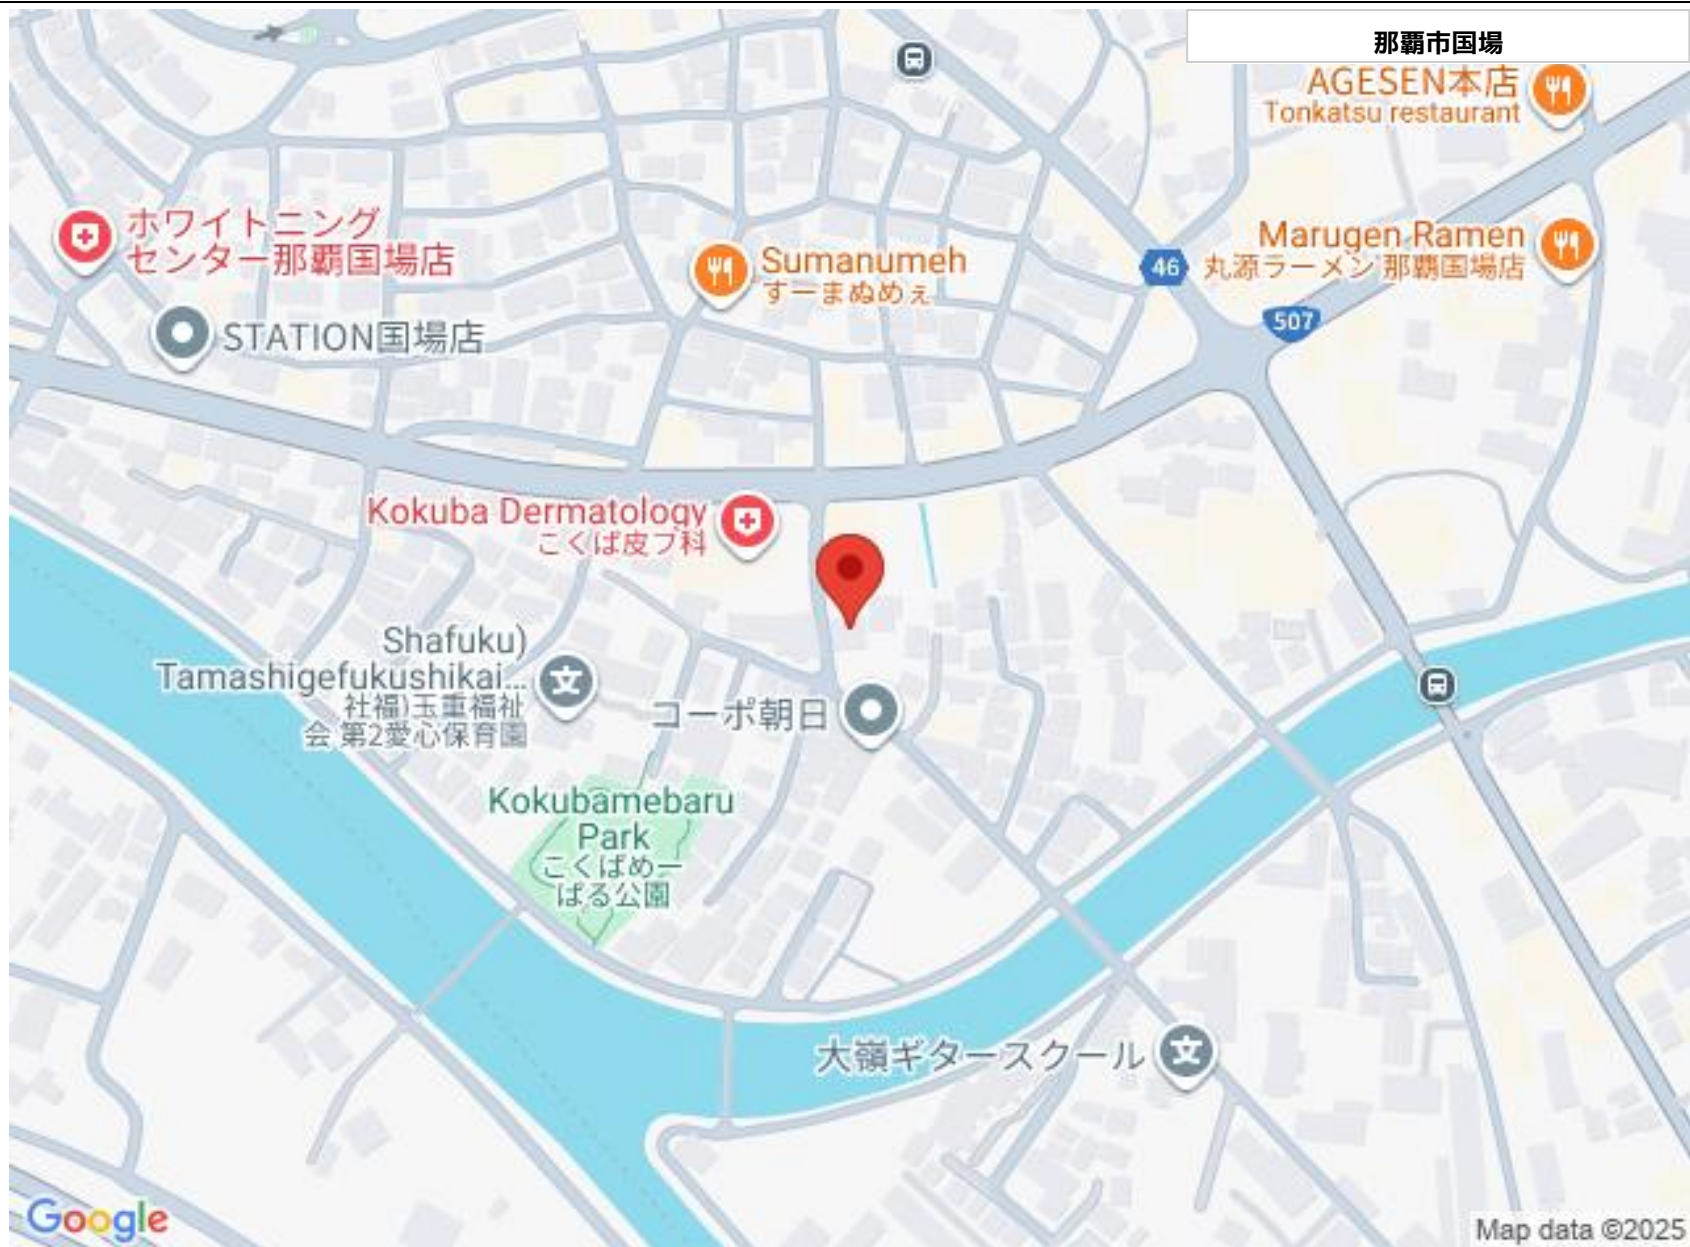 那覇市国場
AGESEN本店
Tonkatsu restaurant
ホワイトニング
センター那覇国場店
Marugen Ramen
丸源ラーメン 那覇国場店
Sumanumeh
すーまぬめぇ
46
507
STATION国場店
Kokuba Dermatology
こくば皮フ科
Shafuku)
Tamashigefukushikai...
社福)玉重福祉
会 第2愛心保育園
コーポ朝日
Kokubamebaru
Park
こくばめー
ばる公園
大嶺ギタースクール
Google
Map data ©2025